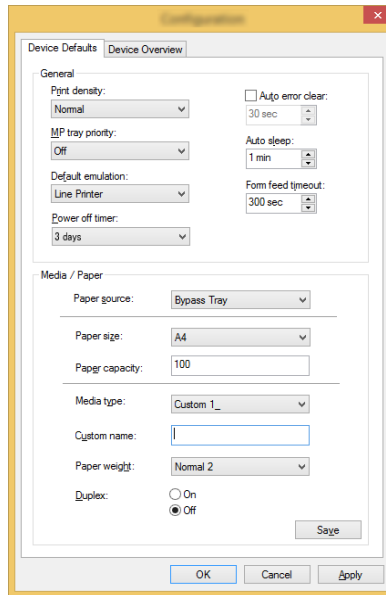 Configuration
Device Defaults Device Overview
General
Print density:
Normal
MP tray priority:
Off
Default emulation:
Line Printer
Power off timer:
3 days
Auto error clear:
30 sec
Auto sleep:
1 min
Form feed timeout:
300 sec
Media / Paper
Paper source: Bypass Tray
Paper size: A4
Paper capacity: 100
Media type: Custom 1_
Custom name:
Paper weight: Normal 2
Duplex: On
Off
Save
OK Cancel Apply